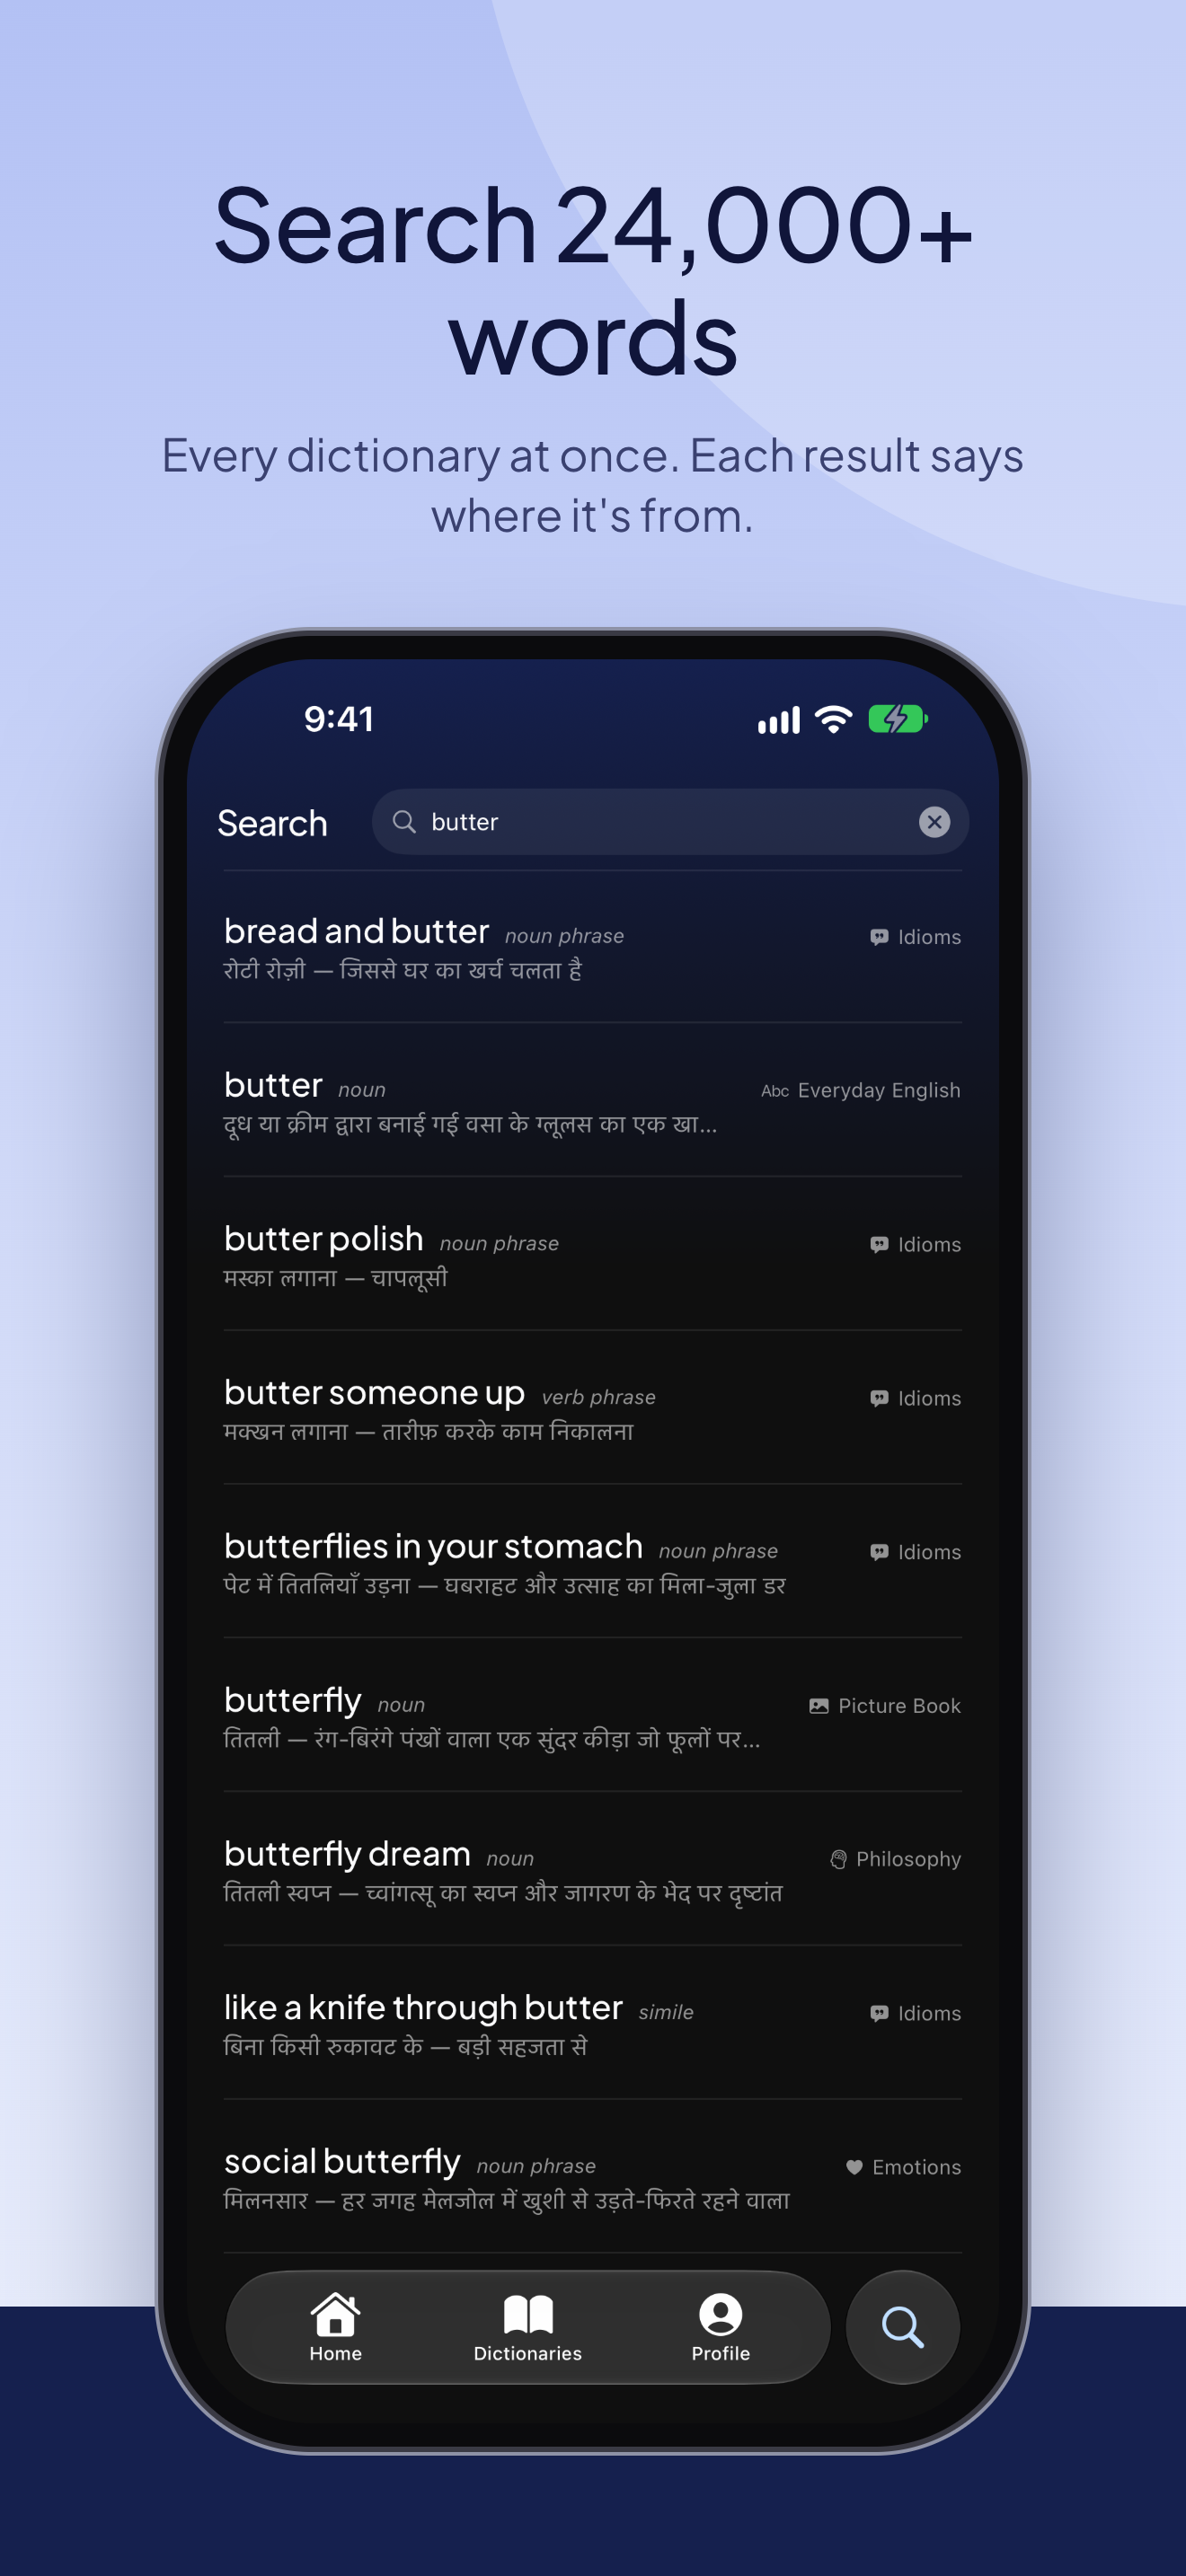 Search 24,000+
words
Every dictionary at once. Each result says
where it's from.
9:41
Search
butter
bread and butter noun phrase Idioms
रोटी रोज़ी — जिससे घर का खर्च चलता है
butter noun Abc Everyday English
दूध या क्रीम द्वारा बनाई गई वसा के ग्लूलस का एक खा...
butter polish noun phrase Idioms
मस्का लगाना — चापलूसी
butter someone up verb phrase Idioms
मक्खन लगाना — तारीफ़ करके काम निकालना
butterflies in your stomach noun phrase Idioms
पेट में तितलियाँ उड़ना — घबराहट और उत्साह का मिला-जुला डर
butterfly noun Picture Book
तितली — रंग-बिरंगे पंखों वाला एक सुंदर कीड़ा जो फूलों पर...
butterfly dream noun Philosophy
तितली स्वप्न — च्वांगत्सू का स्वप्न और जागरण के भेद पर दृष्टांत
like a knife through butter simile Idioms
बिना किसी रुकावट के — बड़ी सहजता से
social butterfly noun phrase Emotions
मिलनसार — हर जगह मेलजोल में खुशी से उड़ते-फिरते रहने वाला
Home Dictionaries Profile